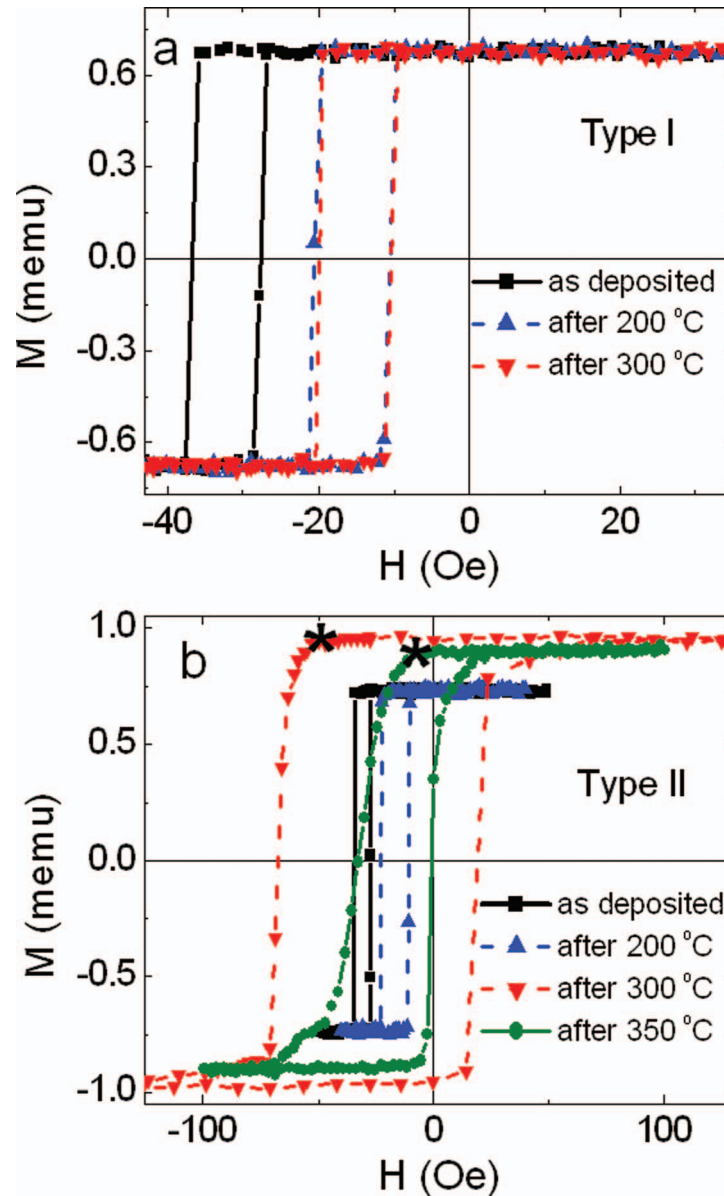 a
0.6
0.3
0.0
-0.3
-0.6
M (memu)
Type I
as deposited
after 200 °C
after 300 °C
-40
-20
0
20
H (Oe)
b
1.0
0.5
0.0
-0.5
-1.0
M (memu)
Type II
as deposited
after 200 °C
after 300 °C
after 350 °C
-100
0
100
H (Oe)